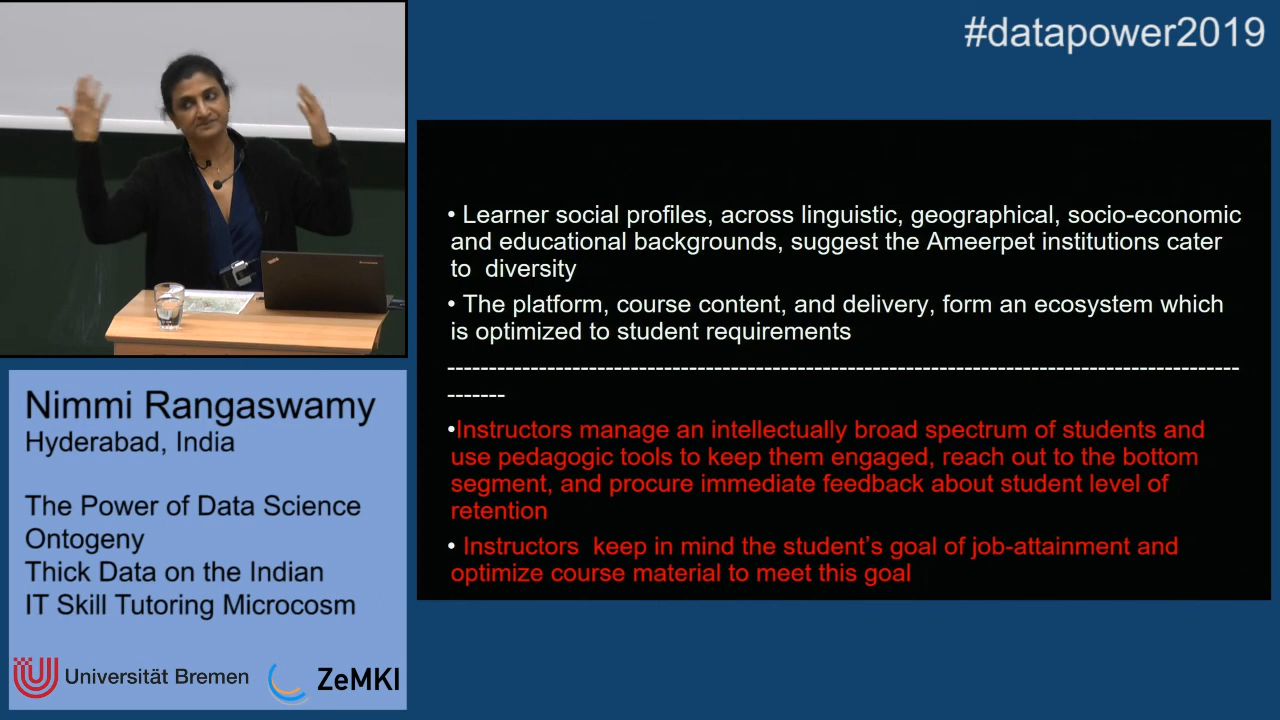 #datapower2019
• Learner social profiles, across linguistic, geographical, socio-economic
and educational backgrounds, suggest the Ameerpet institutions cater
to  diversity
• The platform, course content, and delivery, form an ecosystem which
is optimized to student requirements
-----------------------------------------------------------------------------------------------
-------
•Instructors manage an intellectually broad spectrum of students and
use pedagogic tools to keep them engaged, reach out to the bottom
segment, and procure immediate feedback about student level of
retention
• Instructors  keep in mind the student's goal of job-attainment and
optimize course material to meet this goal
Nimmi Rangaswamy
Hyderabad, India
The Power of Data Science
Ontogeny
Thick Data on the Indian
IT Skill Tutoring Microcosm
Universität Bremen
ZeMKI